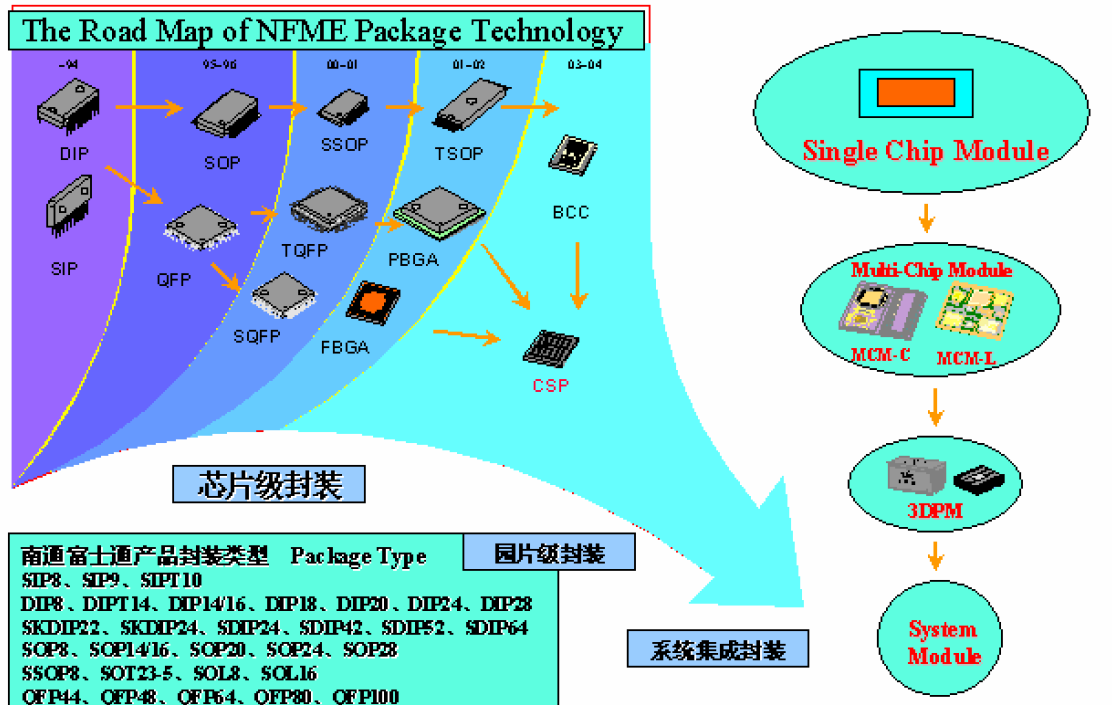 The Road Map of NFME Package Technology
-94
95-96
00-01
01-02
03-04
DIP
SOP
SSOP
TSOP
BCC
SIP
QFP
TQFP
PBGA
SQFP
FBGA
CSP
芯片级封装
园片级封装
系统集成封装
南通富士通产品封装类型 Package Type
SIP8、SIP9、SIPT10
DIP8、DIPT14、DIP14/16、DIP18、DIP20、DIP24、DIP28
SKDIP22、SKDIP24、SDIP24、SDIP42、SDIP52、SDIP64
SOP8、SOP14/16、SOP20、SOP24、SOP28
SSOP8、SOT23-5、SOL8、SOL16
QFP44、QFP48、QFP64、QFP80、QFP100
Single Chip Module
Multi-Chip Module
MCM-C
MCM-L
3DPM
System
Module